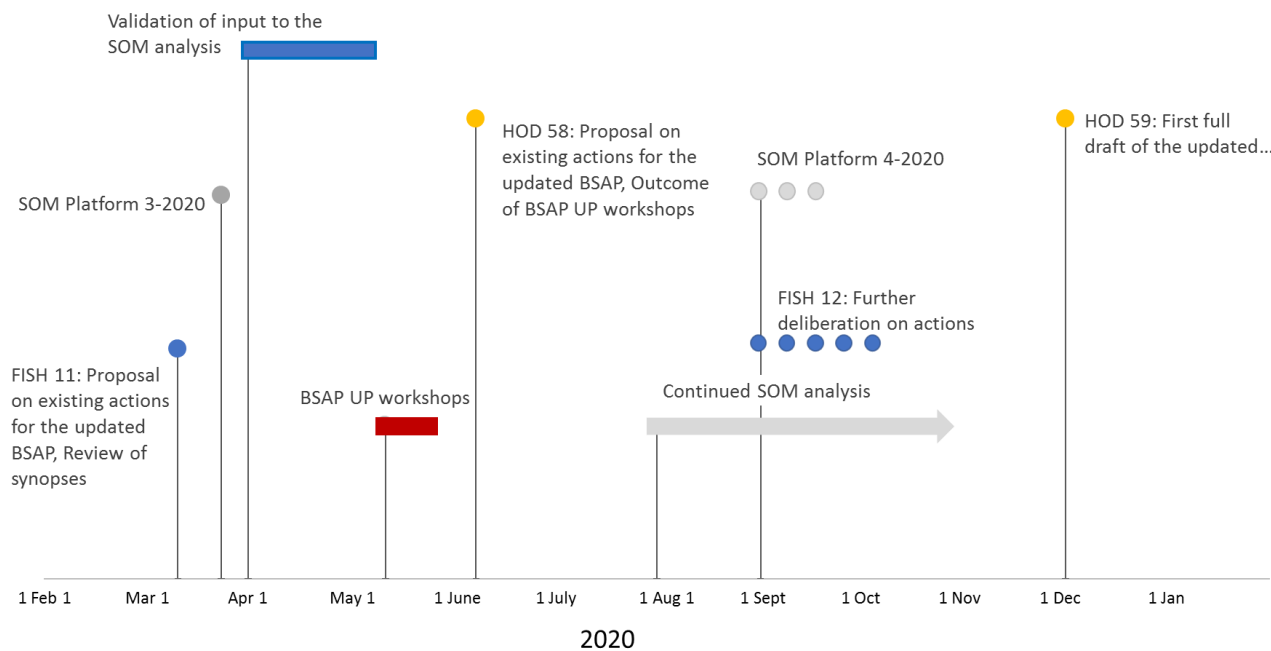 Validation of input to the
SOM analysis
HOD 58: Proposal on
existing actions for the
updated BSAP, Outcome
of BSAP UP workshops
HOD 59: First full
draft of the updated...
SOM Platform 4-2020
SOM Platform 3-2020
FISH 12: Further
deliberation on actions
FISH 11: Proposal
on existing actions
for the updated
BSAP, Review of
synopses
BSAP UP workshops
Continued SOM analysis
1 Feb 1 Mar 1 Apr 1 May 1 1 June 1 July 1 Aug 1 1 Sept 1 Oct 1 Nov 1 Dec 1 Jan
2020